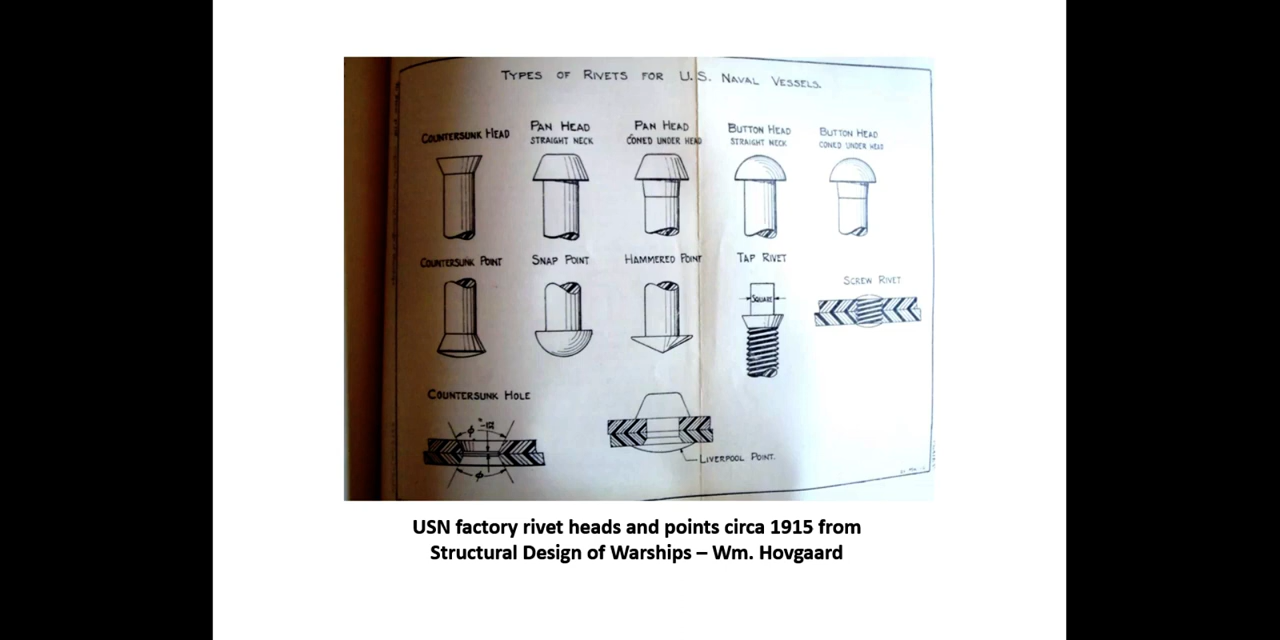 TYPES OF RIVETS FOR U.S. NAVAL VESSELS.
COUNTERSUNK HEAD
PAN HEAD
STRAIGHT NECK
PAN HEAD
CONED UNDER HEAD
BUTTON HEAD
STRAIGHT NECK
BUTTON HEAD
CONED UNDER HEAD
COUNTERSUNK POINT
SNAP POINT
HAMMERED POINT
TAP RIVET
SQUARE
SCREW RIVET
COUNTERSUNK HOLE
φ
φ
LIVERPOOL POINT.
USN factory rivet heads and points circa 1915 from
Structural Design of Warships – Wm. Hovgaard